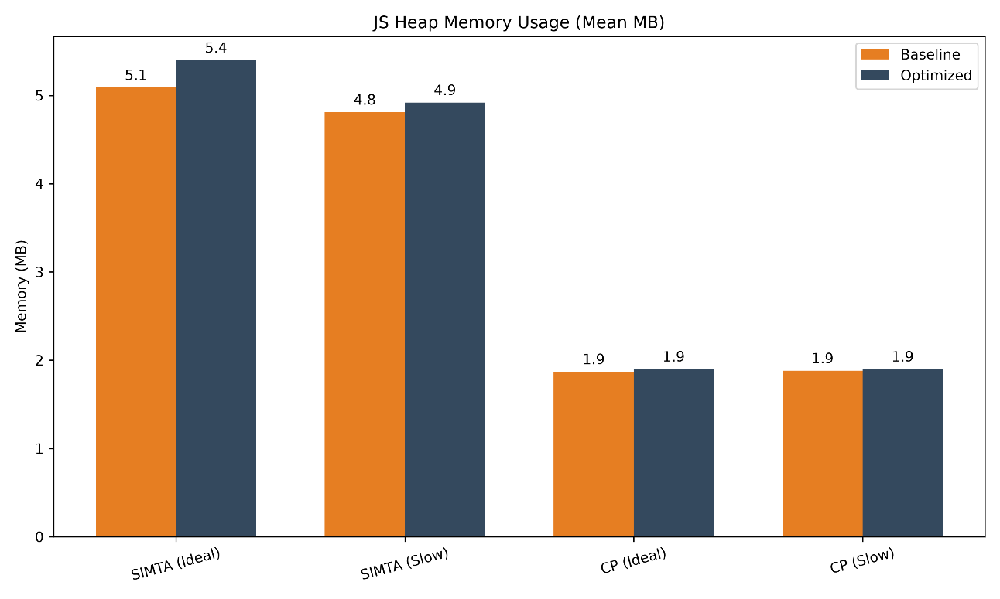 JS Heap Memory Usage (Mean MB)
Baseline
Optimized
Memory (MB)
5
4
3
2
1
0
5.1
5.4
4.8
4.9
1.9
1.9
1.9
1.9
SIMTA (Ideal)
SIMTA (Slow)
CP (Ideal)
CP (Slow)